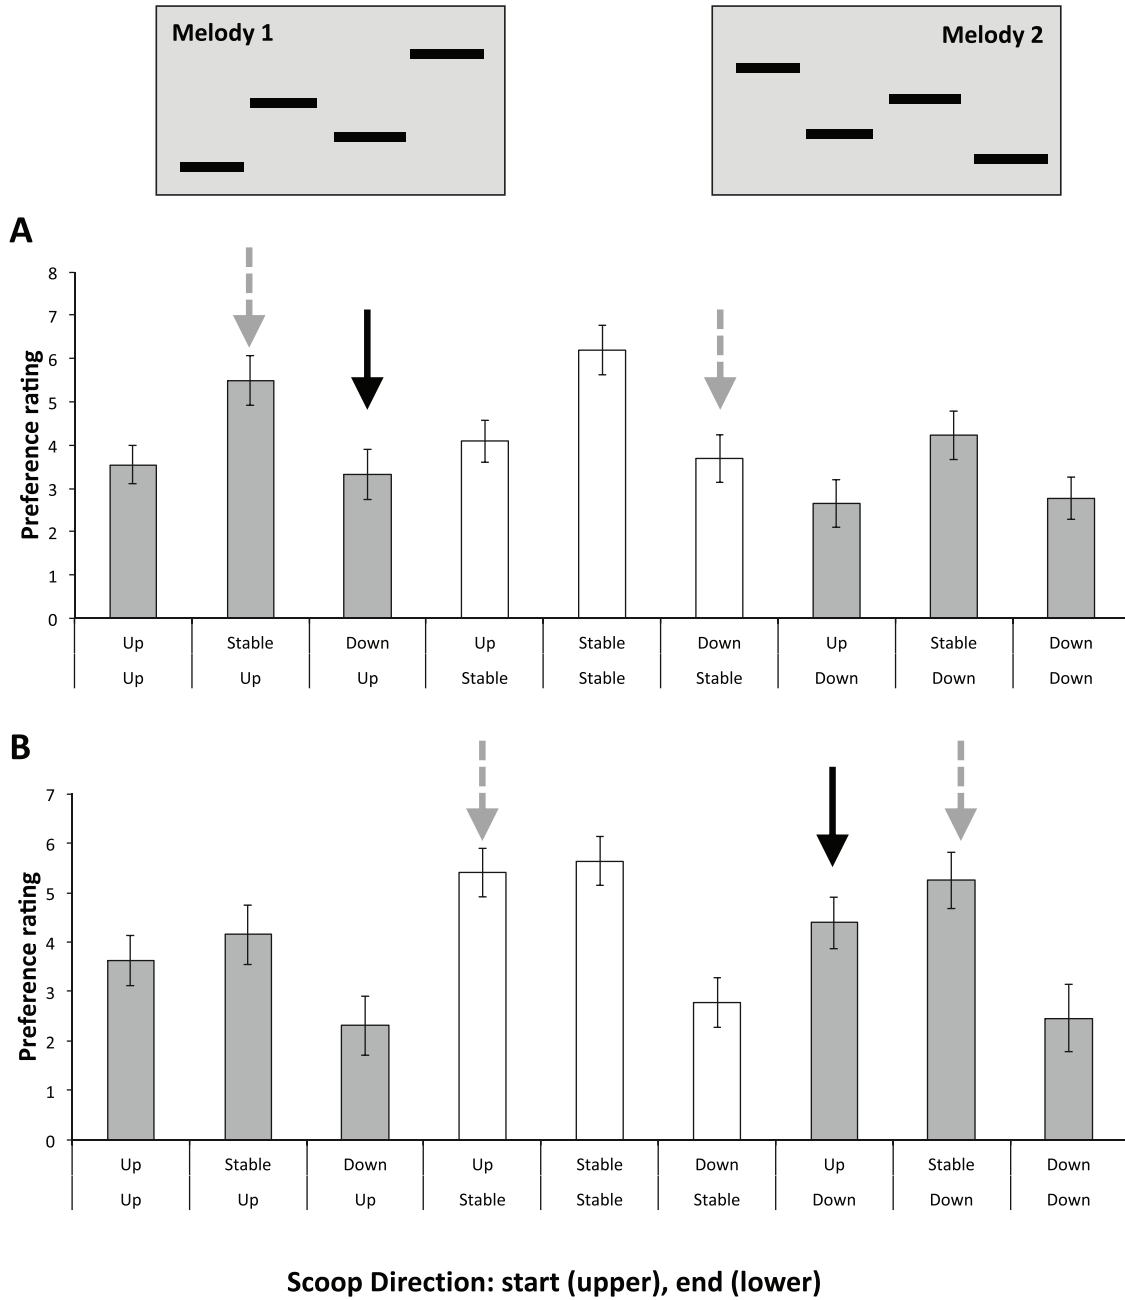 Melody 1
Melody 2
A
Preference rating
8
7
6
5
4
3
2
1
0
Up Stable Down Up Stable Down Up Stable Down
Up Up Up Stable Stable Stable Down Down Down
B
Preference rating
7
6
5
4
3
2
1
0
Up Stable Down Up Stable Down Up Stable Down
Up Up Up Stable Stable Stable Down Down Down
Scoop Direction: start (upper), end (lower)